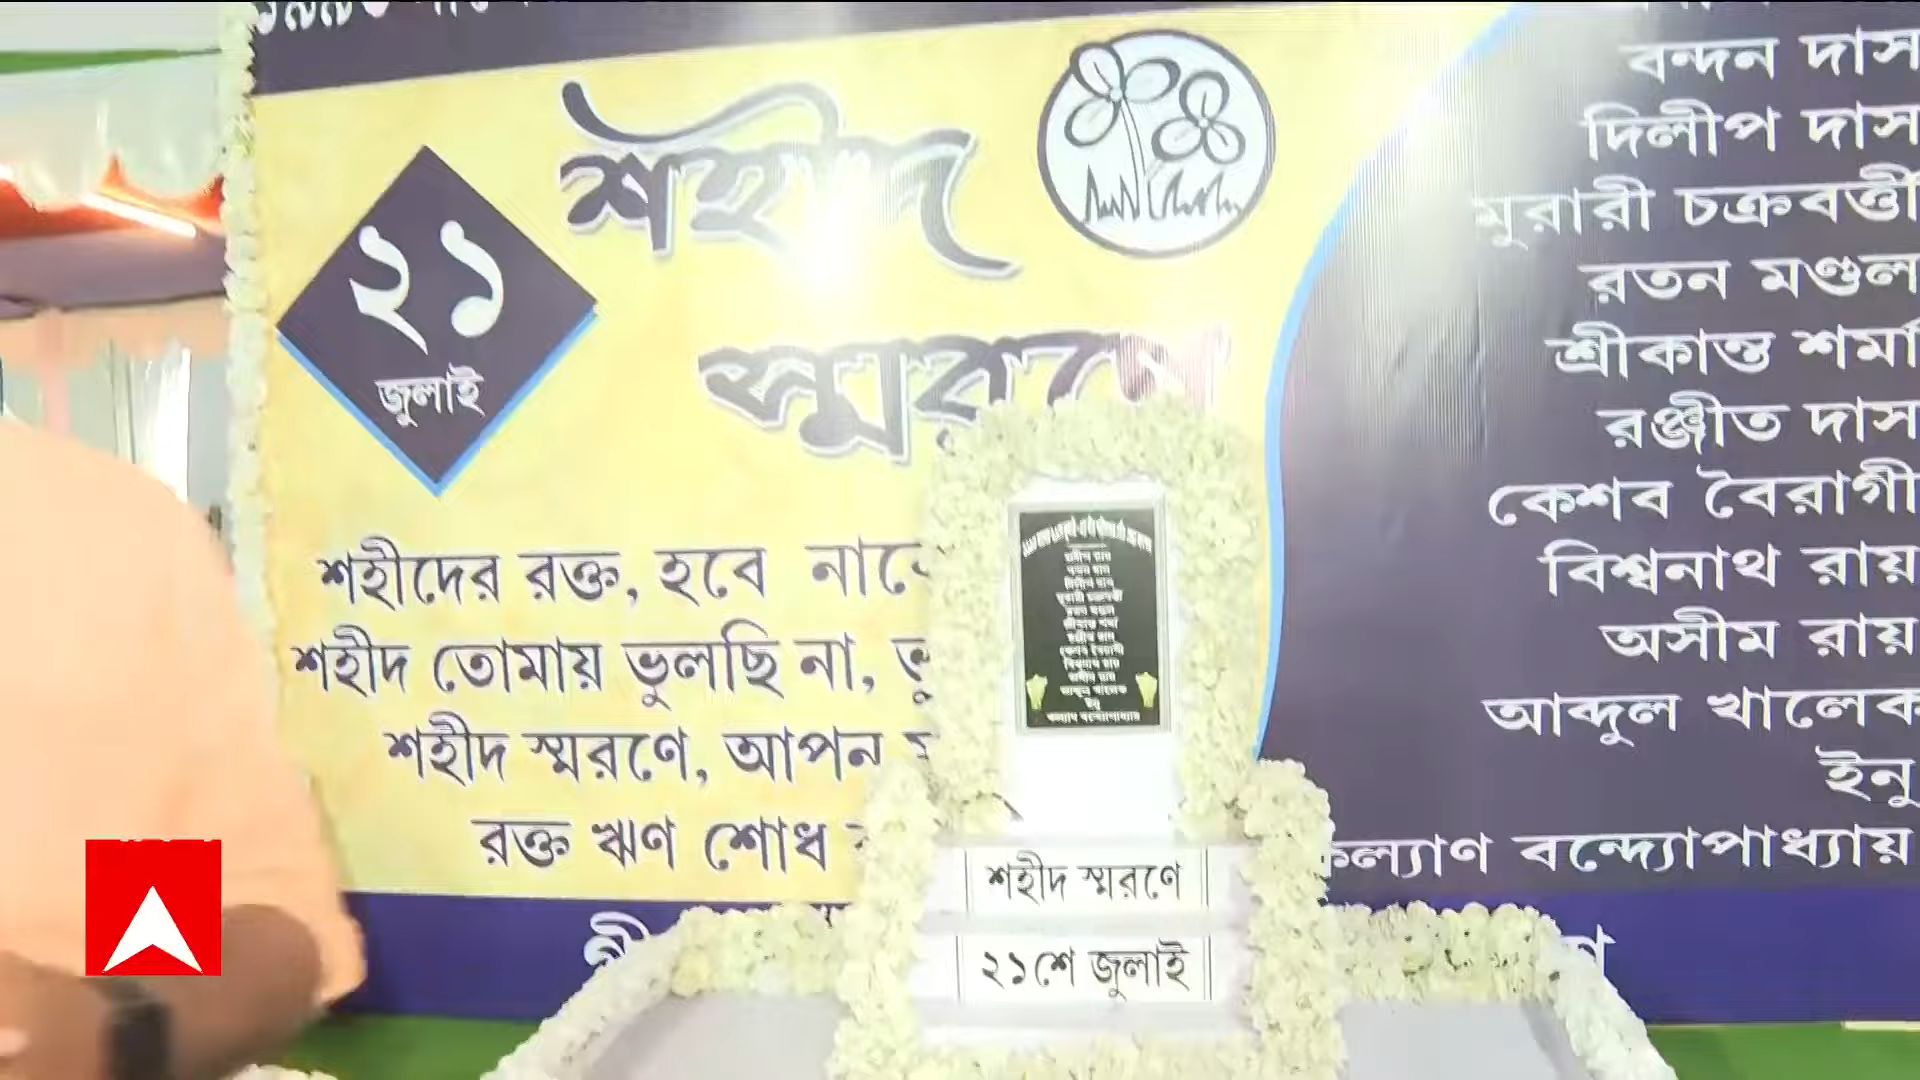 শহীদ
স্মরণে
২১
জুলাই
শহীদের রক্ত, হবে
শহীদ তোমায় ভুলছি না,
শহীদ স্মরণে, আপন
রক্ত ঋণ শোধ
বন্দন দাস
দিলীপ দাস
মুরারী চক্রবর্ত্তী
রতন মণ্ডল
শ্রীকান্ত শর্মা
রঞ্জীত দাস
কেশব বৈরাগী
বিশ্বনাথ রায়
অসীম রায়
আব্দুল খালেক
ইনু
কল্যাণ বন্দ্যোপাধ্যায়
শহীদ স্মরণে
২১শে জুলাই